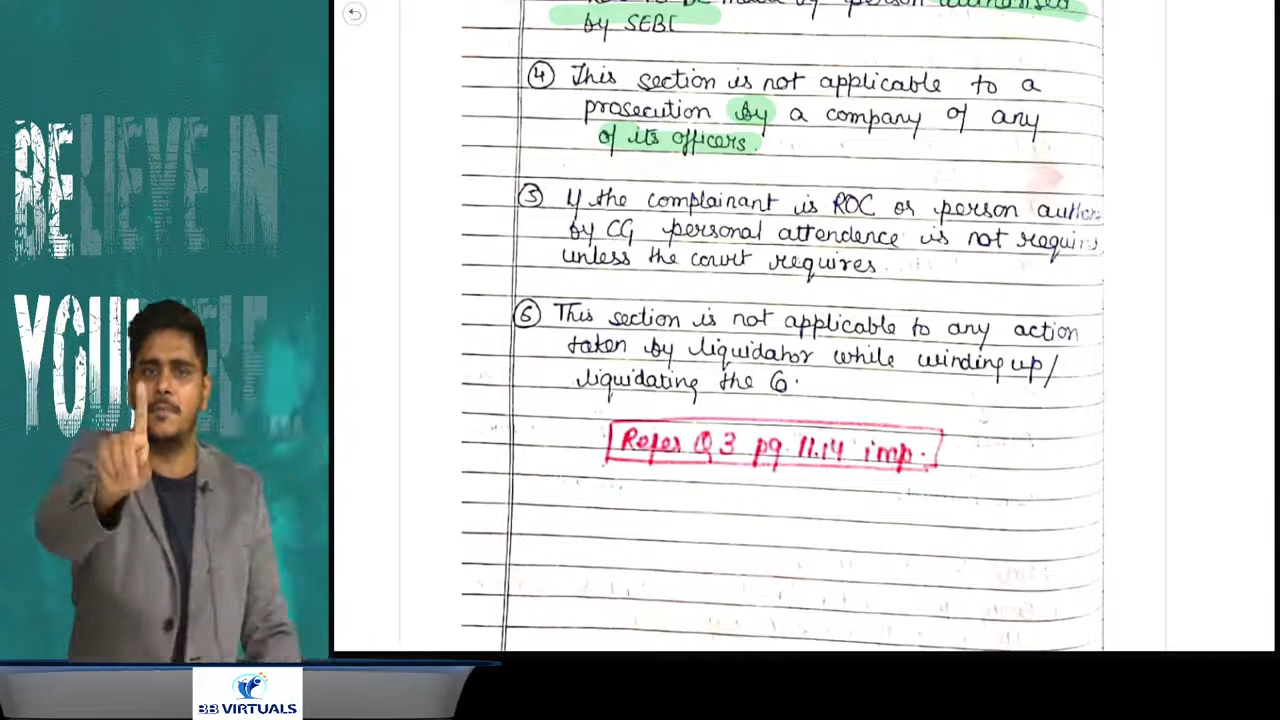 BELIEVE IN
YOURSELF
by SEBI
④ This section is not applicable to a
prosecution by a company of any
of its officers.
⑤ If the complainant is ROC or person
by CG personal attendence is not
unless the court requires
⑥ This section is not applicable to any action
taken by liquidator while winding up/
liquidating the Co.
Refer Q3 pg. 11.14 imp.
BB VIRTUALS